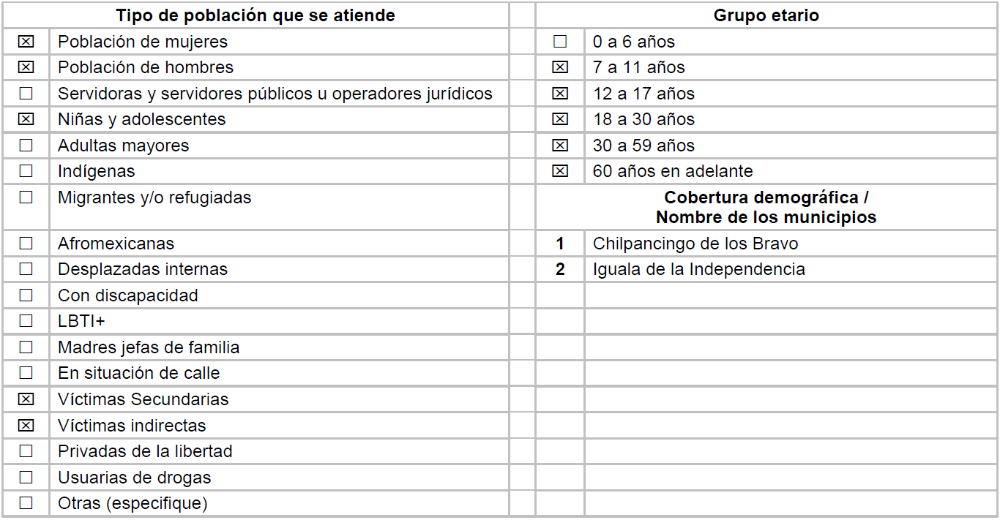 Tipo de población que se atiende
Grupo etario
☒ Población de mujeres
☐ 0 a 6 años
☒ Población de hombres
☒ 7 a 11 años
☐ Servidoras y servidores públicos u operadores jurídicos
☒ 12 a 17 años
☒ Niñas y adolescentes
☒ 18 a 30 años
☐ Adultas mayores
☒ 30 a 59 años
☐ Indígenas
☒ 60 años en adelante
☐ Migrantes y/o refugiadas
Cobertura demográfica /
Nombre de los municipios
☐ Afromexicanas
1 Chilpancingo de los Bravo
☐ Desplazadas internas
2 Iguala de la Independencia
☐ Con discapacidad
☐ LBTI+
☐ Madres jefas de familia
☐ En situación de calle
☒ Víctimas Secundarias
☒ Víctimas indirectas
☐ Privadas de la libertad
☐ Usuarias de drogas
☐ Otras (especifique)